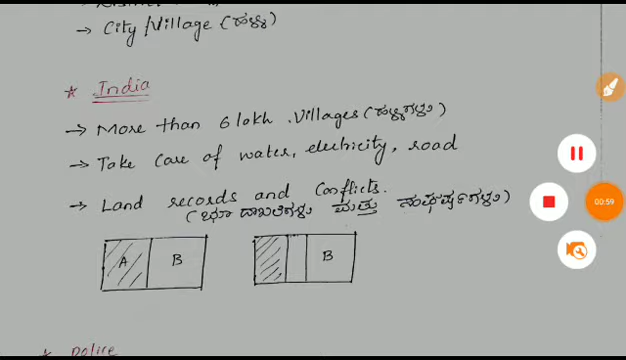 → City/Village (ಹಳ್ಳಿ)
* India
→ More than 6 lakh. Villages (ಹಳ್ಳಿಗಳು)
→ Take care of water, electricity, road
→ Land records and Conflicts.
(ಭೂ ದಾಖಲೆಗಳು ಮತ್ತು ಸಂಘರ್ಷಗಳು)
A B B
* Police
00:59